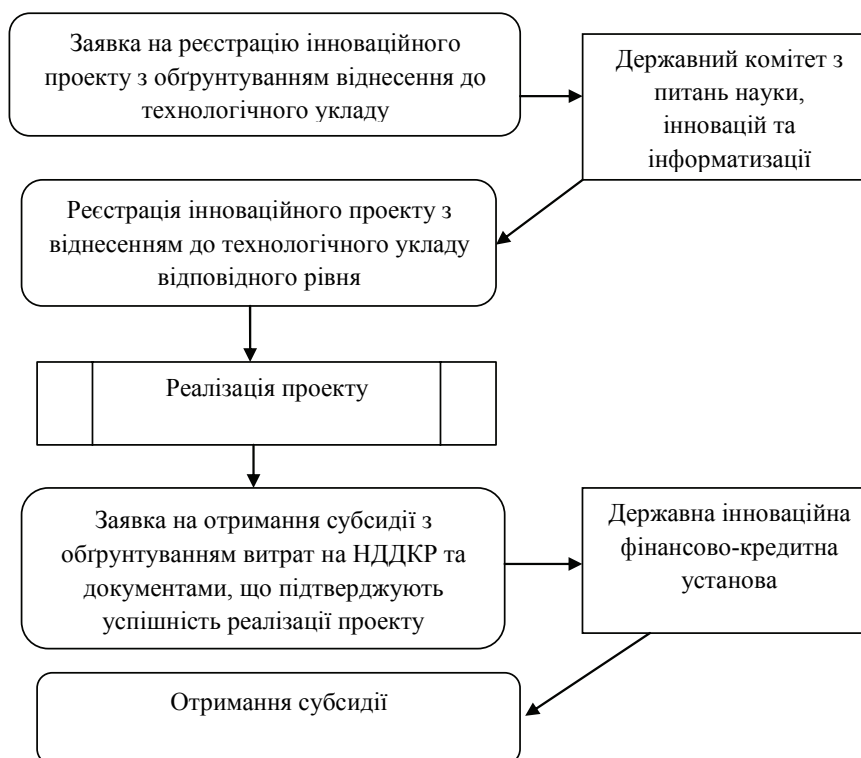 Заявка на реєстрацію інноваційного
проекту з обґрунтуванням віднесення до
технологічного укладу
Державний комітет з
питань науки,
інновацій та
інформатизації
Реєстрація інноваційного проекту з
віднесенням до технологічного укладу
відповідного рівня
Реалізація проекту
Заявка на отримання субсидії з
обґрунтуванням витрат на НДДКР та
документами, що підтверджують
успішність реалізації проекту
Державна інноваційна
фінансово-кредитна
установа
Отримання субсидії